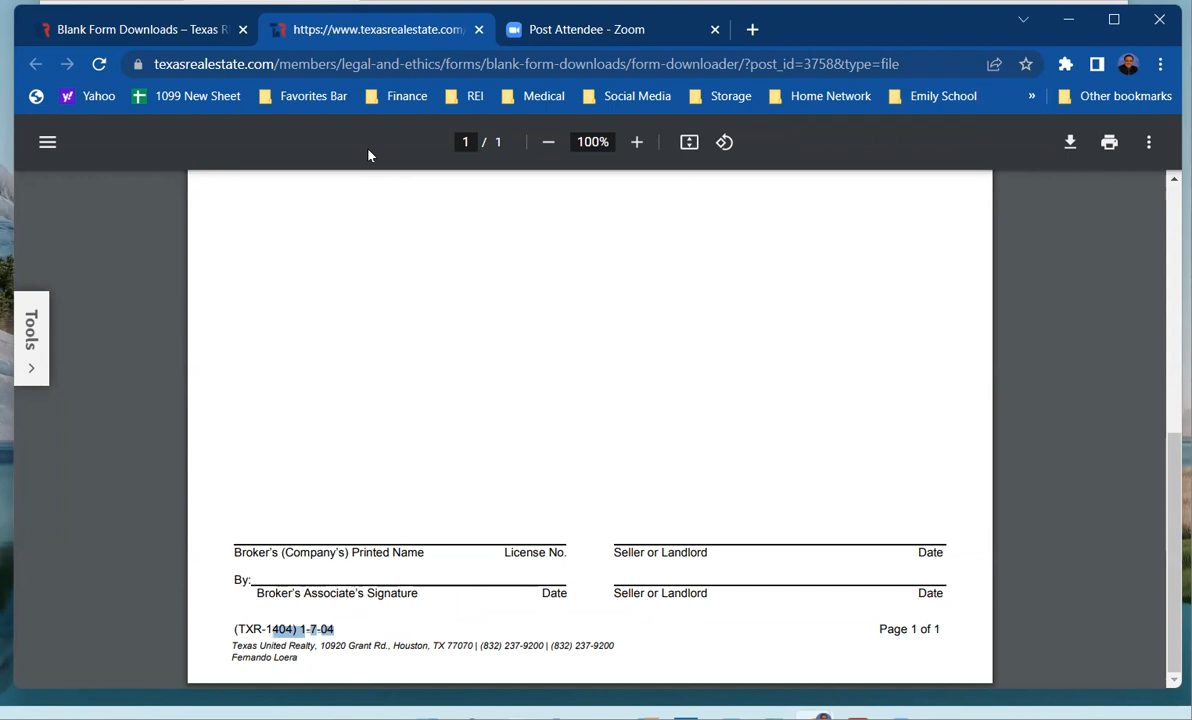 Blank Form Downloads – Texas R
https://www.texasrealestate.com/
Post Attendee - Zoom
texasrealestate.com/members/legal-and-ethics/forms/blank-form-downloads/form-downloader/?post_id=3758&type=file
Yahoo 1099 New Sheet Favorites Bar Finance REI Medical Social Media Storage Home Network Emily School » Other bookmarks
1 / 1 100%
Tools
Broker's (Company's) Printed Name License No. Seller or Landlord Date
By:
Broker's Associate's Signature Date Seller or Landlord Date
(TXR-1404) 1-7-04 Page 1 of 1
Texas United Realty, 10920 Grant Rd., Houston, TX 77070 | (832) 237-9200 | (832) 237-9200
Fernando Loera